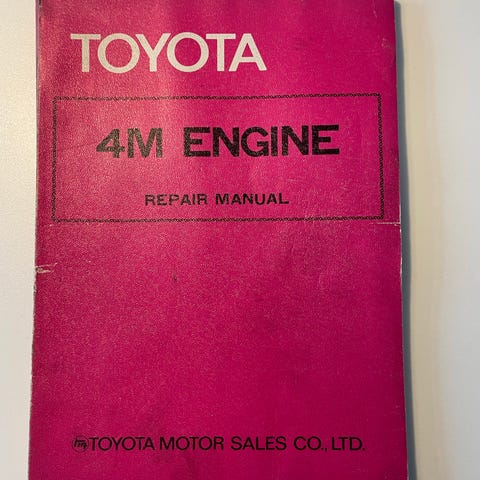 TOYOTA
4M ENGINE
REPAIR MANUAL
TOYOTA MOTOR SALES CO., LTD.